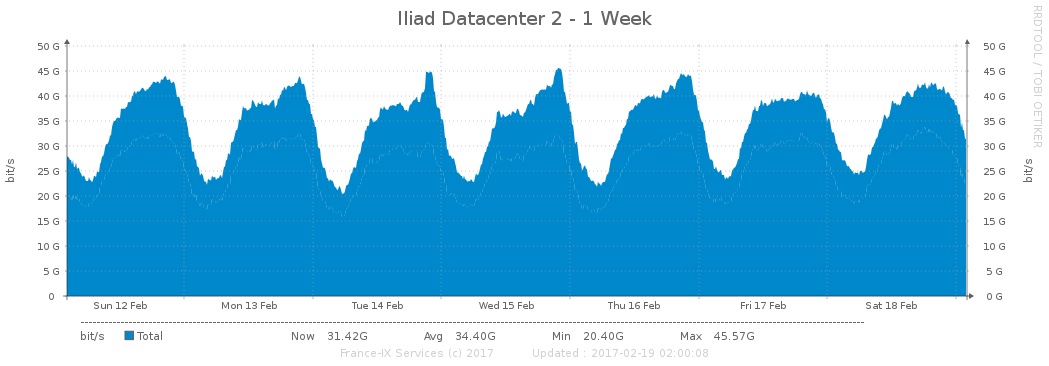 Iliad Datacenter 2 - 1 Week
RRDTOOL / TOBI OETIKER
50 G 50 G
45 G 45 G
40 G 40 G
35 G 35 G
30 G 30 G
25 G 25 G
20 G 20 G
15 G 15 G
10 G 10 G
5 G 5 G
0 0 G
bit/s bit/s
Sun 12 Feb Mon 13 Feb Tue 14 Feb Wed 15 Feb Thu 16 Feb Fri 17 Feb Sat 18 Feb
bit/s Total Now 31.42G Avg 34.40G Min 20.40G Max 45.57G
France-IX Services (c) 2017 Updated : 2017-02-19 02:00:08